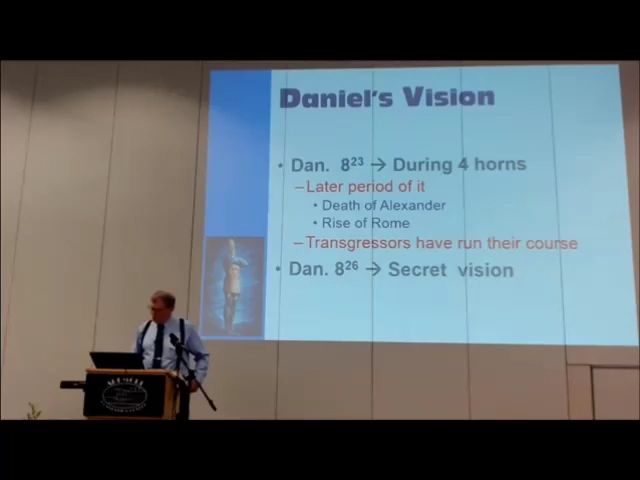 Daniel's Vision
• Dan. 8²³ → During 4 horns
– Later period of it
• Death of Alexander
• Rise of Rome
– Transgressors have run their course
• Dan. 8²⁶ → Secret vision